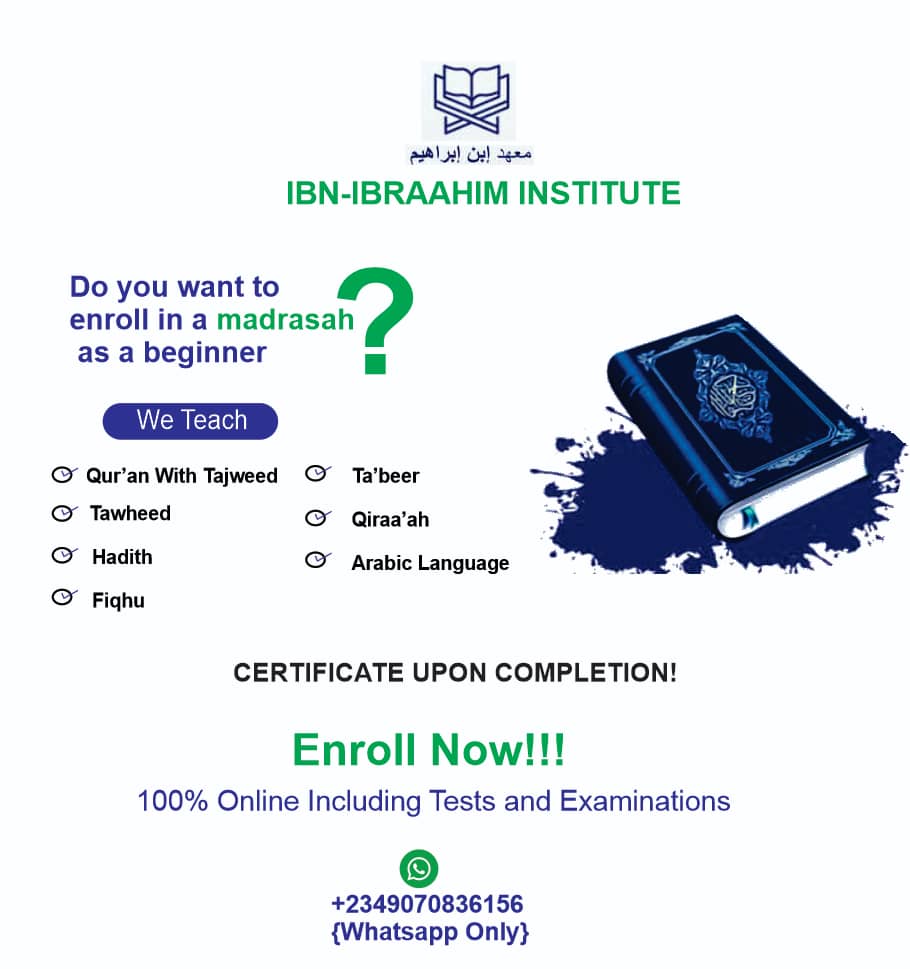 معهد إبن إبراهيم
IBN-IBRAAHIM INSTITUTE
Do you want to
enroll in a madrasah?
as a beginner
We Teach
Qur’an With Tajweed
Tawheed
Hadith
Fiqhu
Ta’beer
Qiraa’ah
Arabic Language
CERTIFICATE UPON COMPLETION!
Enroll Now!!!
100% Online Including Tests and Examinations
+2349070836156
{Whatsapp Only}